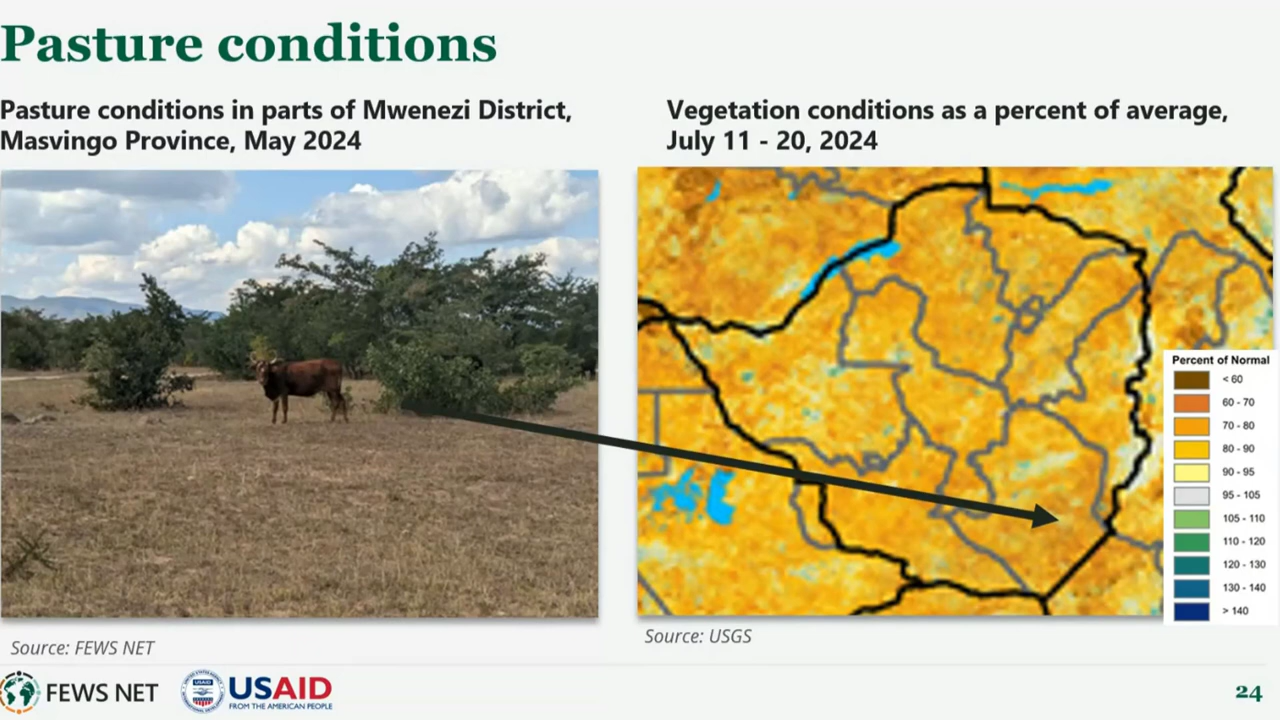 Pasture conditions
Pasture conditions in parts of Mwenezi District,
Masvingo Province, May 2024
Vegetation conditions as a percent of average,
July 11 - 20, 2024
Percent of Normal
< 60
60 - 70
70 - 80
80 - 90
90 - 95
95 - 105
105 - 110
110 - 120
120 - 130
130 - 140
> 140
Source: FEWS NET
Source: USGS
FEWS NET
USAID
FROM THE AMERICAN PEOPLE
24